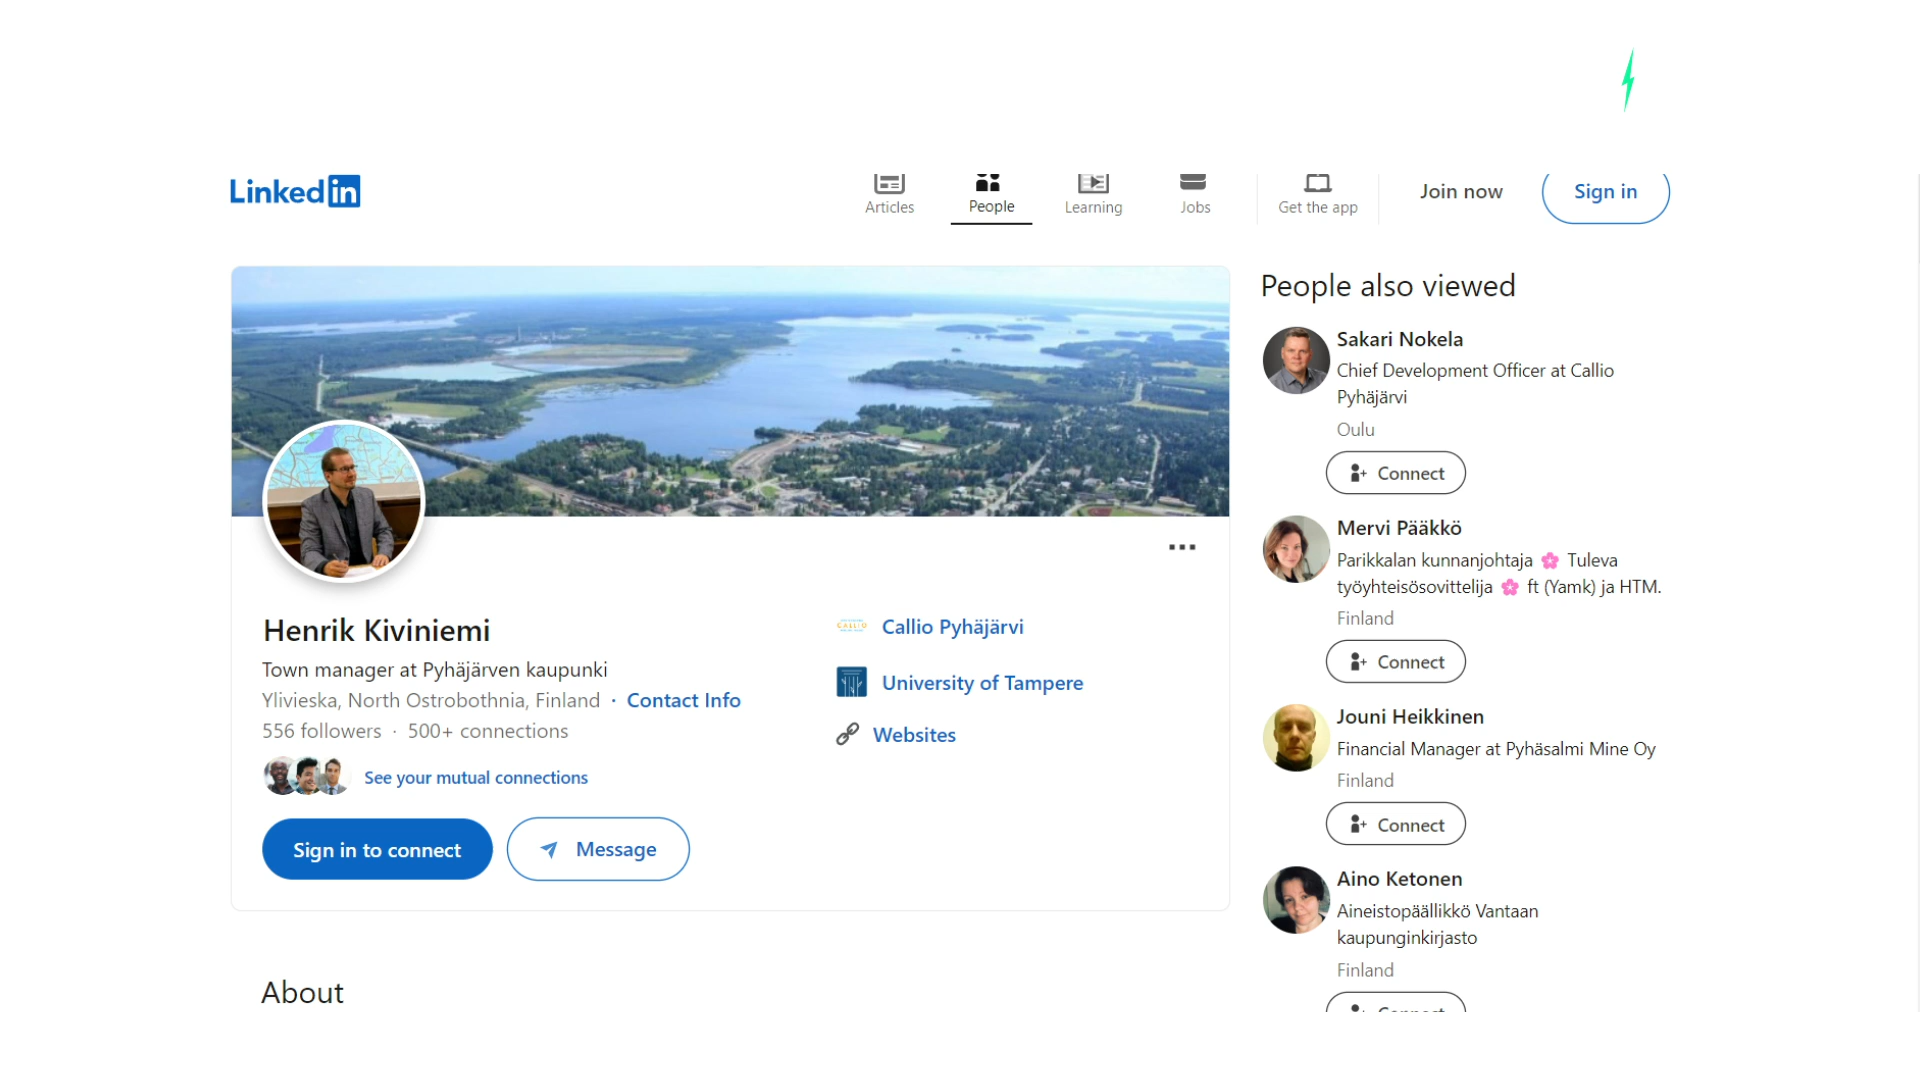 LinkedIn
Articles
People
Learning
Jobs
Get the app
Join now
Sign in
Henrik Kiviniemi
Town manager at Pyhäjärven kaupunki
Ylivieska, North Ostrobothnia, Finland · Contact Info
556 followers · 500+ connections
See your mutual connections
Sign in to connect
Message
CALLIO
Callio Pyhäjärvi
University of Tampere
Websites
About
People also viewed
Sakari Nokela
Chief Development Officer at Callio
Pyhäjärvi
Oulu
Connect
Mervi Pääkkö
Parikkalan kunnanjohtaja 🌸 Tuleva
työyhteisösovittelija 🌸 ft (Yamk) ja HTM.
Finland
Connect
Jouni Heikkinen
Financial Manager at Pyhäsalmi Mine Oy
Finland
Connect
Aino Ketonen
Aineistopäällikkö Vantaan
kaupunginkirjasto
Finland
Connect